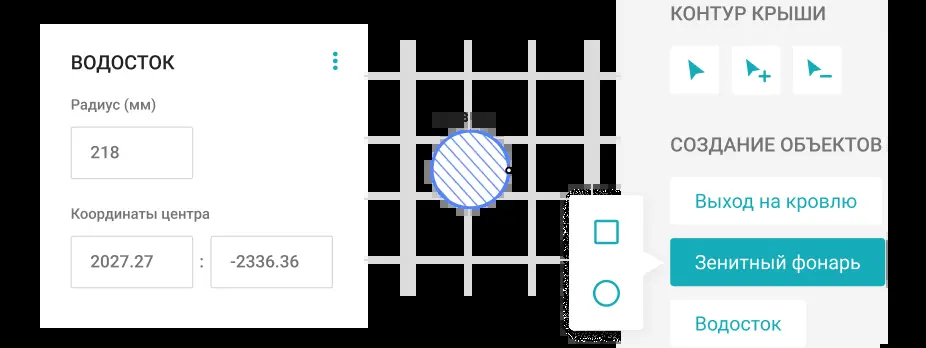 ВОДОСТОК
Радиус (мм)
218
Координаты центра
2027.27 : -2336.36
КОНТУР КРЫШИ
СОЗДАНИЕ ОБЪЕКТОВ
Выход на кровлю
Зенитный фонарь
Водосток